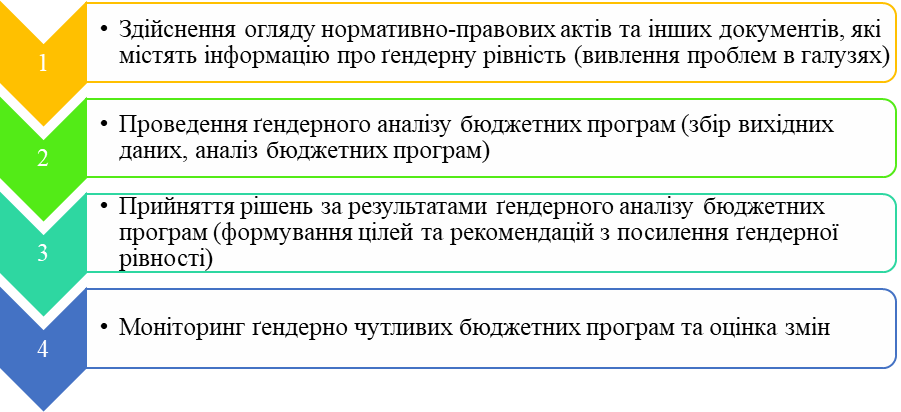 1
• Здійснення огляду нормативно-правових актів та інших документів, які
містять інформацію про ґендерну рівність (вивлення проблем в галузях)
2
• Проведення ґендерного аналізу бюджетних програм (збір вихідних
даних, аналіз бюджетних програм)
3
• Прийняття рішень за результатами ґендерного аналізу бюджетних
програм (формування цілей та рекомендацій з посилення ґендерної
рівності)
4
• Моніторинг ґендерно чутливих бюджетних програм та оцінка змін